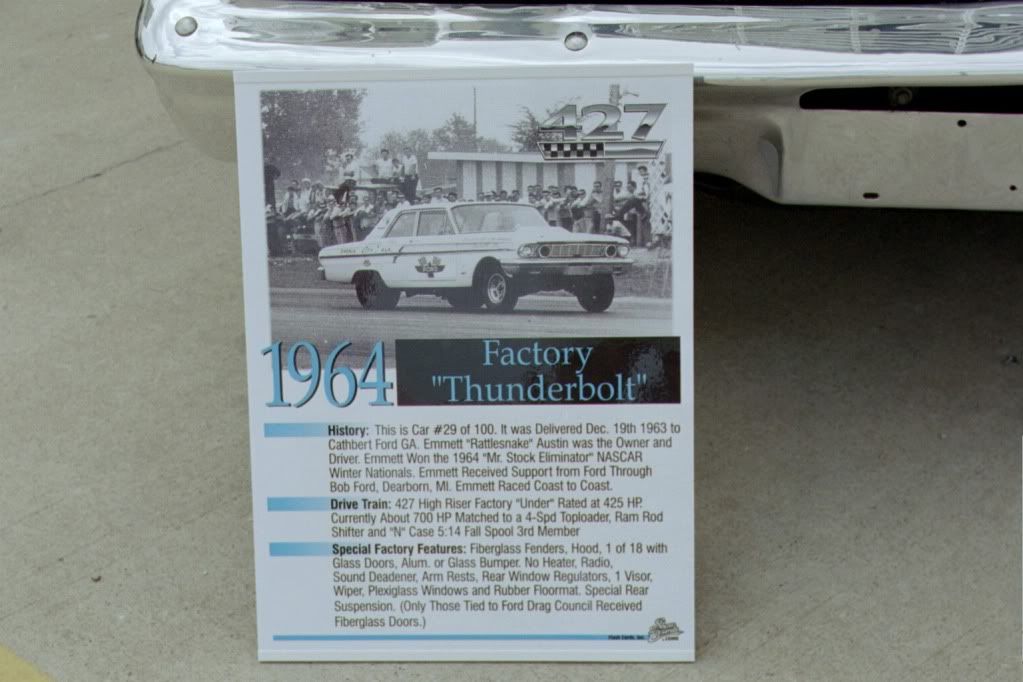 427
1964
Factory
"Thunderbolt"
History: This is Car #29 of 100. It was Delivered Dec. 19th 1963 to
Cathbert Ford GA. Emmett "Rattlesnake" Austin was the Owner and
Driver. Emmett Won the 1964 "Mr. Stock Eliminator" NASCAR
Winter Nationals. Emmett Received Support from Ford Through
Bob Ford, Dearborn, MI. Emmett Raced Coast to Coast.
Drive Train: 427 High Riser Factory "Under" Rated at 425 HP.
Currently About 700 HP Matched to a 4-Spd Toploader, Ram Rod
Shifter and "N" Case 5:14 Fall Spool 3rd Member
Special Factory Features: Fiberglass Fenders, Hood, 1 of 18 with
Glass Doors, Alum. or Glass Bumper. No Heater, Radio,
Sound Deadener, Arm Rests, Rear Window Regulators, 1 Visor,
Wiper, Plexiglass Windows and Rubber Floormat. Special Rear
Suspension. (Only Those Tied to Ford Drag Council Received
Fiberglass Doors.)